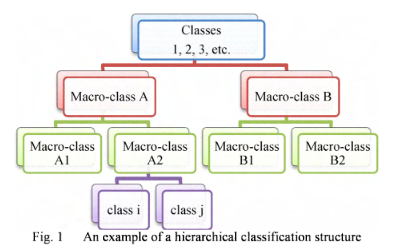 Classes
1, 2, 3, etc.
Macro-class A
Macro-class B
Macro-class
A1
Macro-class
A2
Macro-class
B1
Macro-class
B2
class i
class j
Fig. 1 An example of a hierarchical classification structure